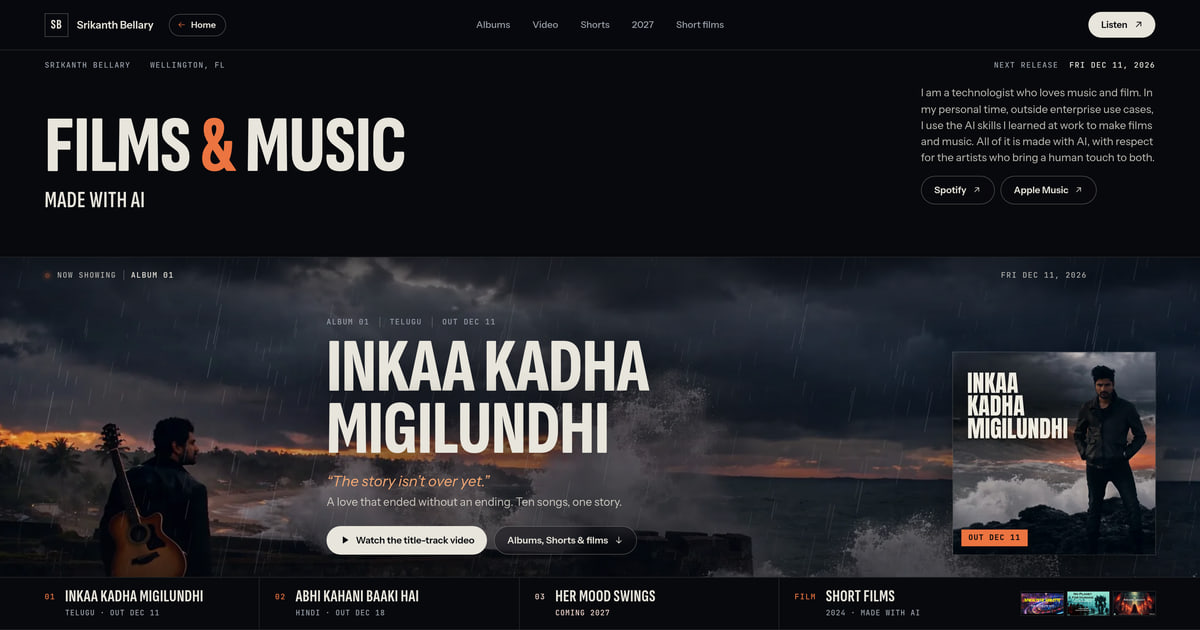 SB Srikanth Bellary ← Home Albums Video Shorts 2027 Short films Listen ↗
SRIKANTH BELLARY WELLINGTON, FL NEXT RELEASE FRI DEC 11, 2026
FILMS & MUSIC
MADE WITH AI
I am a technologist who loves music and film. In
my personal time, outside enterprise use cases,
I use the AI skills I learned at work to make films
and music. All of it is made with AI, with respect
for the artists who bring a human touch to both.
Spotify ↗ Apple Music ↗
NOW SHOWING | ALBUM 01 FRI DEC 11, 2026
ALBUM 01 | TELUGU | OUT DEC 11
INKAA KADHA
MIGILUNDHI
“The story isn’t over yet.”
A love that ended without an ending. Ten songs, one story.
Watch the title-track video Albums, Shorts & films ↓
INKAA
KADHA
MIGILUNDHI
OUT DEC 11
01 INKAA KADHA MIGILUNDHI
TELUGU · OUT DEC 11
02 ABHI KAHANI BAAKI HAI
HINDI · OUT DEC 18
03 HER MOOD SWINGS
COMING 2027
FILM SHORT FILMS
2024 · MADE WITH AI